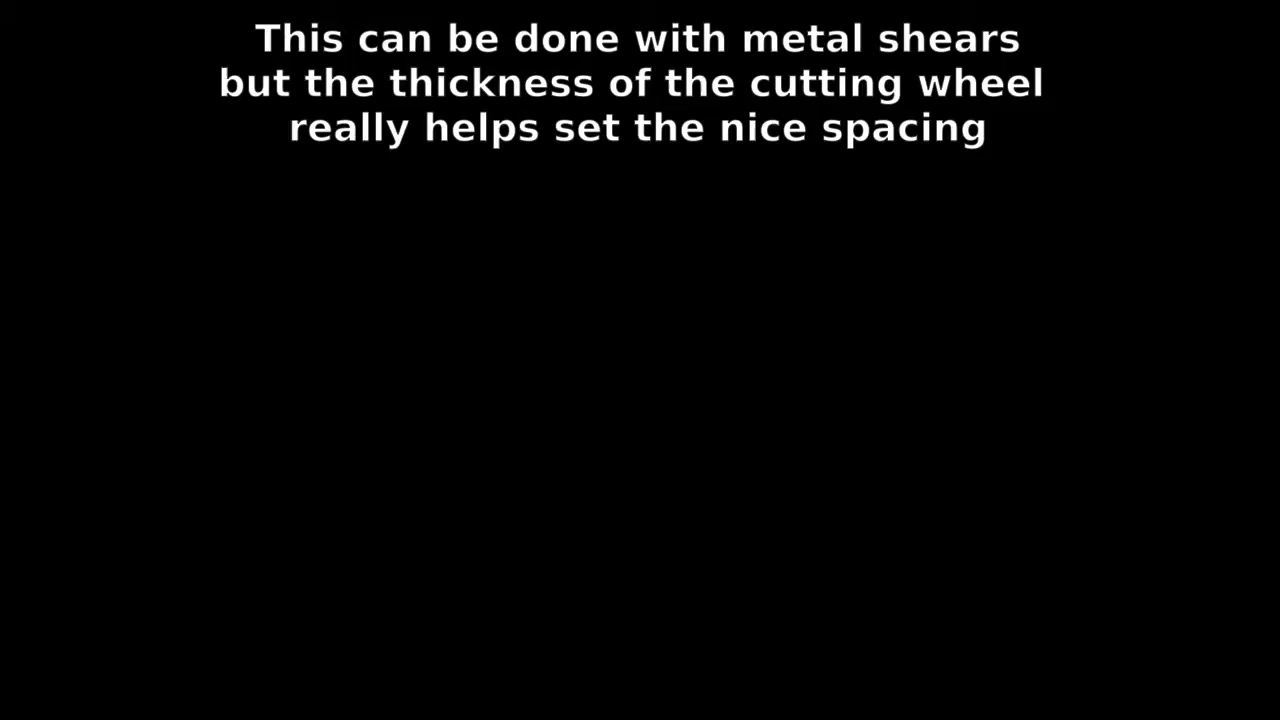 This can be done with metal shears
but the thickness of the cutting wheel
really helps set the nice spacing